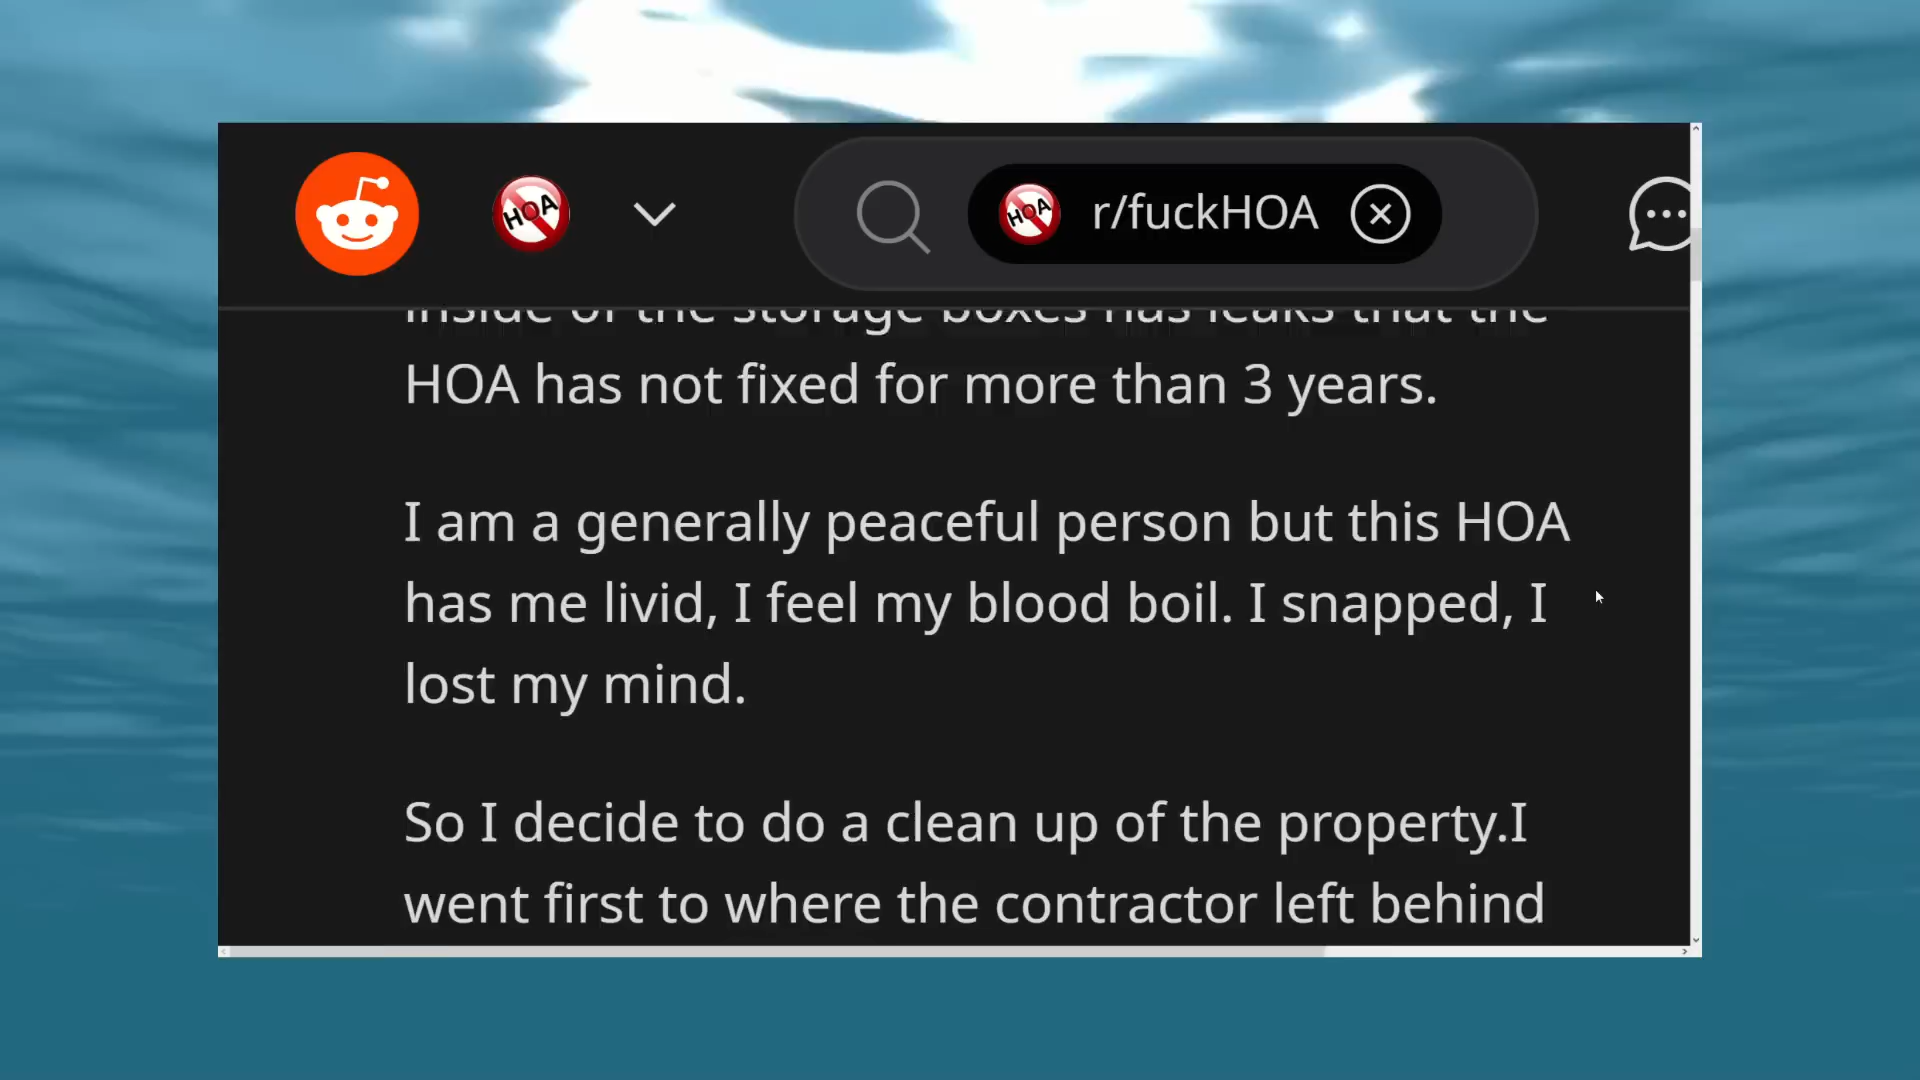 HOA
HOA
r/fuckHOA
inside of the storage boxes has leaks that the
HOA has not fixed for more than 3 years.
I am a generally peaceful person but this HOA
has me livid, I feel my blood boil. I snapped, I
lost my mind.
So I decide to do a clean up of the property.I
went first to where the contractor left behind